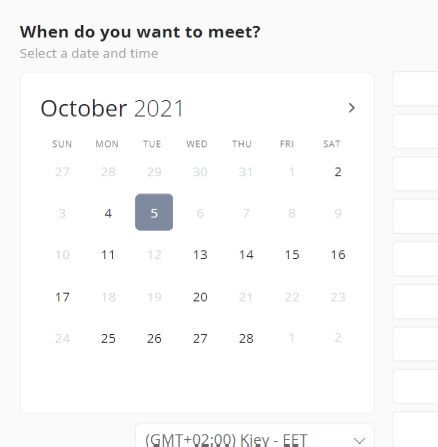 When do you want to meet?
Select a date and time
October 2021
SUN MON TUE WED THU FRI SAT
27 28 29 30 31 1 2
3 4 5 6 7 8 9
10 11 12 13 14 15 16
17 18 19 20 21 22 23
24 25 26 27 28 1 2
(GMT+02:00) Kiev - EET